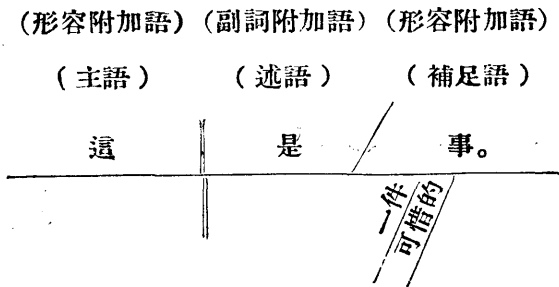 (形容附加語) (副詞附加語) (形容附加語)
(主語) (述語) (補足語)
這 是 事。
一件
可惜的